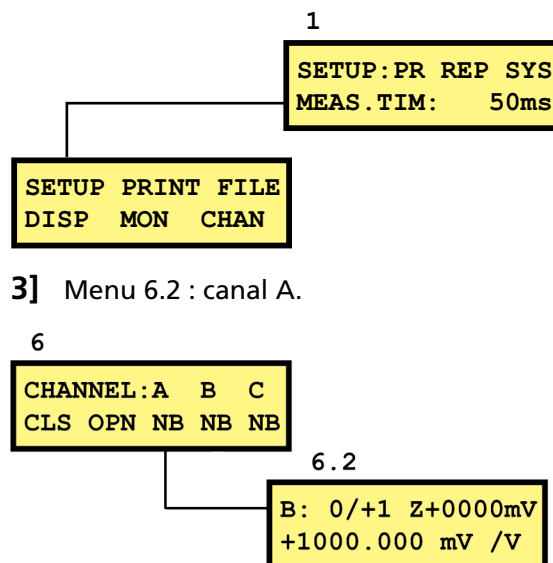 1
SETUP:PR REP SYS
MEAS.TIM: 50ms
SETUP PRINT FILE
DISP MON CHAN
3] Menu 6.2 : canal A.
6
CHANNEL:A B C
CLS OPN NB NB NB
6.2
B: 0/+1 Z+0000mV
+1000.000 mV /V